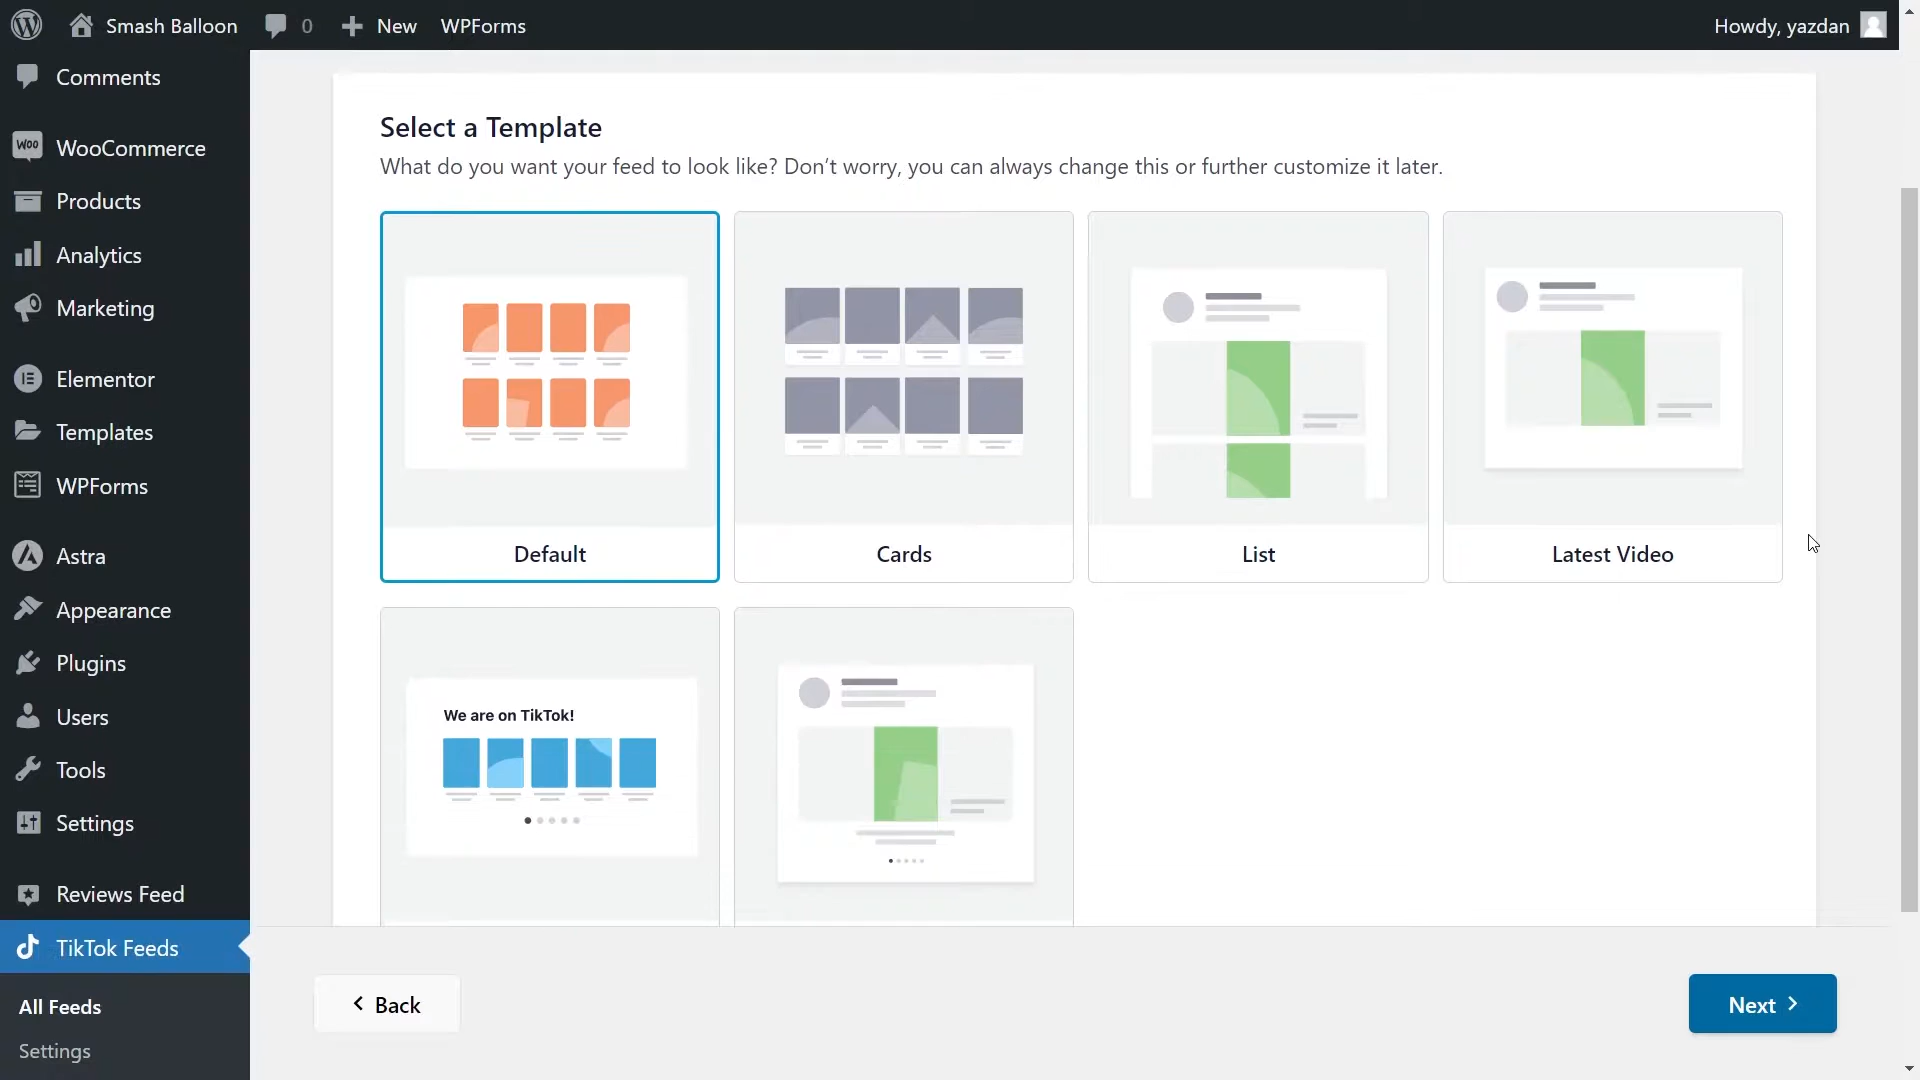 Smash Balloon
0
New
WPForms
Howdy, yazdan
Comments
Woo
WooCommerce
Products
Analytics
Marketing
Elementor
Templates
WPForms
Astra
Appearance
Plugins
Users
Tools
Settings
Reviews Feed
TikTok Feeds
All Feeds
Settings
Select a Template
What do you want your feed to look like? Don’t worry, you can always change this or further customize it later.
Default
Cards
List
Latest Video
We are on TikTok!
Back
Next